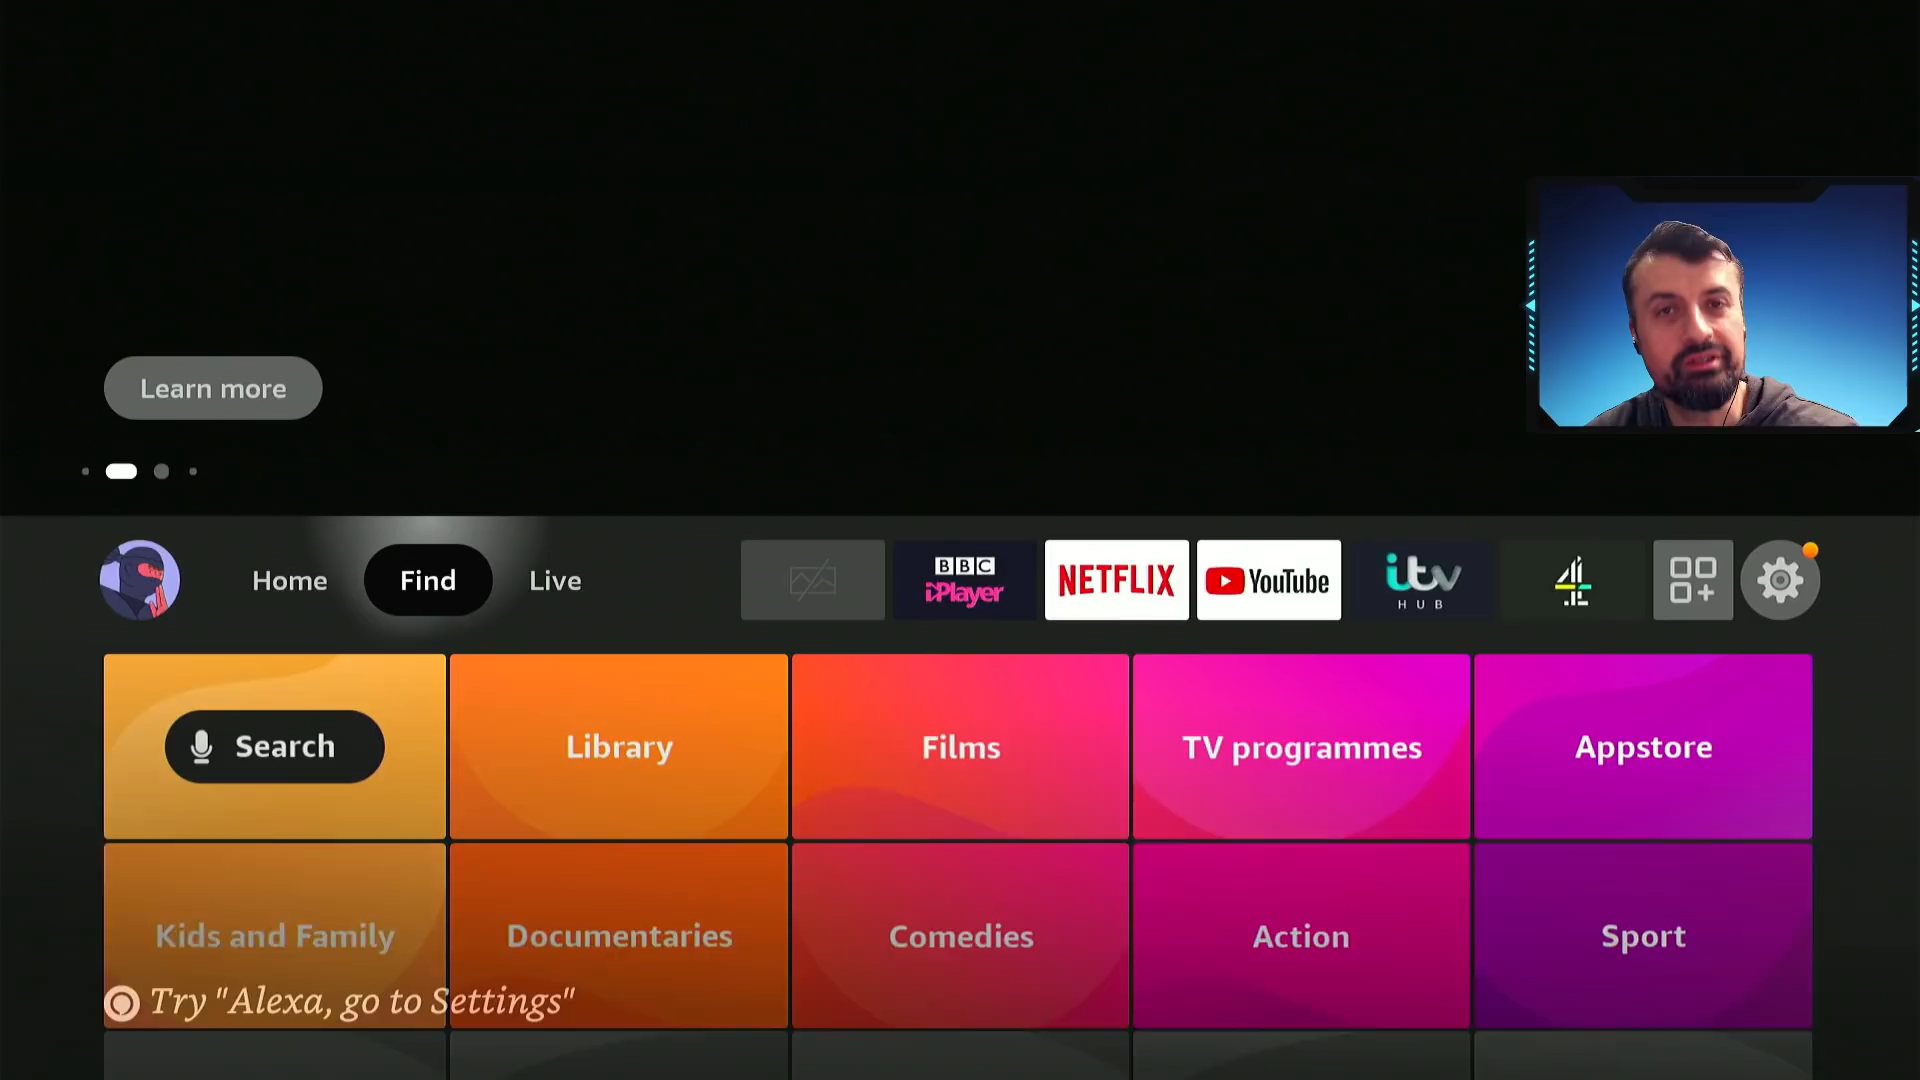 Learn more
Home
Find
Live
BBC
iPlayer
NETFLIX
YouTube
itv
HUB
4
Search
Library
Films
TV programmes
Appstore
Kids and Family
Documentaries
Comedies
Action
Sport
Try "Alexa, go to Settings"